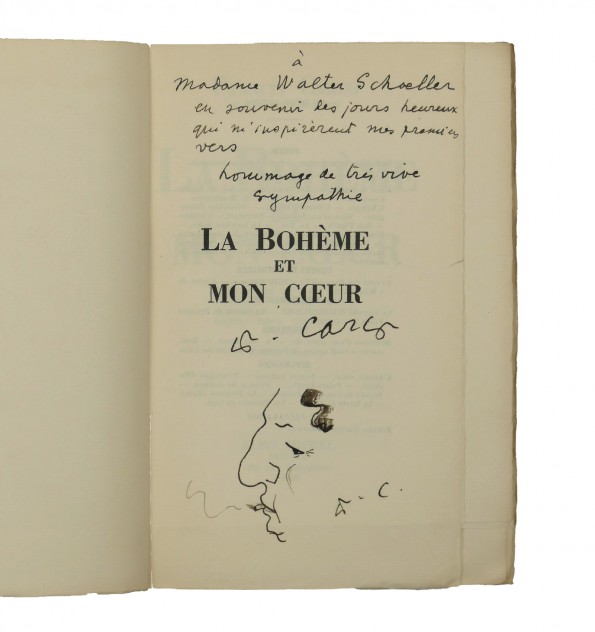 à
Madame Walter Schoeller
en souvenir des jours heureux
qui m'inspirèrent mes premiers
vers
hommage de très vive
sympathie
LA BOHÈME
ET
MON CŒUR
F. Carco
F. C.